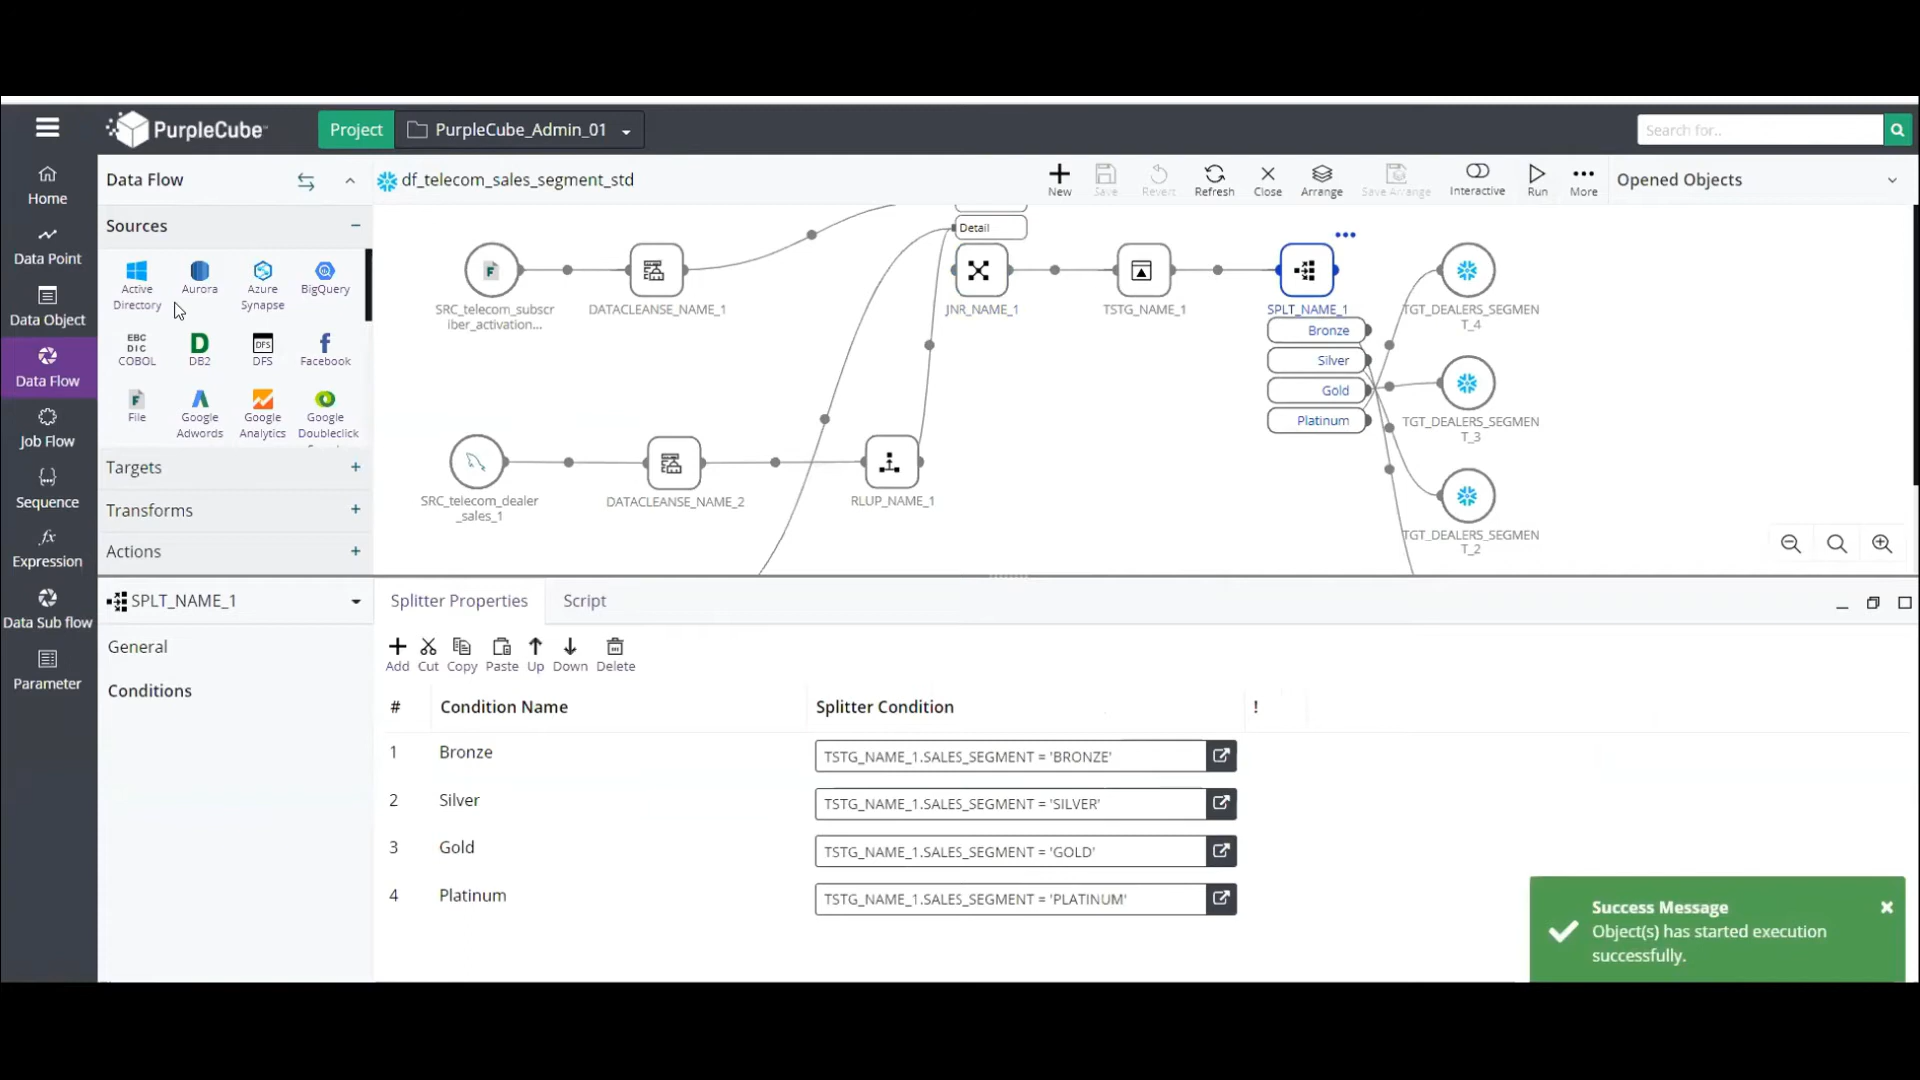 PurpleCube™
Project
PurpleCube_Admin_01
Search for..
Home
Data Point
Data Object
Data Flow
Job Flow
Sequence
fx
Expression
Data Sub flow
Parameter
Data Flow
Sources
Active
Directory
Aurora
Azure
Synapse
BigQuery
EBC
DIC
COBOL
D
DB2
DFS
DFS
f
Facebook
F
File
Google
Adwords
Google
Analytics
Google
Doubleclick
Targets
Transforms
Actions
df_telecom_sales_segment_std
New
Save
Revert
Refresh
Close
Arrange
Save Arrange
Interactive
Run
More
Opened Objects
Detail
F
SRC_telecom_subscr
iber_activation...
DATACLEANSE_NAME_1
JNR_NAME_1
TSTG_NAME_1
SPLT_NAME_1
Bronze
Silver
Gold
Platinum
TGT_DEALERS_SEGMEN
T_4
TGT_DEALERS_SEGMEN
T_3
TGT_DEALERS_SEGMEN
T_2
SRC_telecom_dealer
_sales_1
DATACLEANSE_NAME_2
RLUP_NAME_1
SPLT_NAME_1
General
Conditions
Splitter Properties
Script
Add
Cut
Copy
Paste
Up
Down
Delete
# Condition Name Splitter Condition !
1 Bronze TSTG_NAME_1.SALES_SEGMENT = 'BRONZE'
2 Silver TSTG_NAME_1.SALES_SEGMENT = 'SILVER'
3 Gold TSTG_NAME_1.SALES_SEGMENT = 'GOLD'
4 Platinum TSTG_NAME_1.SALES_SEGMENT = 'PLATINUM'
Success Message
Object(s) has started execution
successfully.